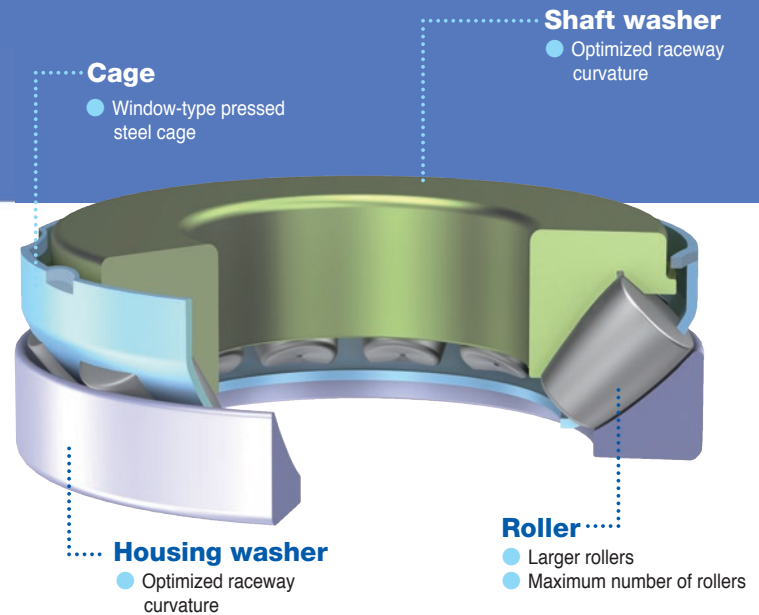 Shaft washer
Optimized raceway
curvature
Cage
Window-type pressed
steel cage
Housing washer
Optimized raceway
curvature
Roller
Larger rollers
Maximum number of rollers